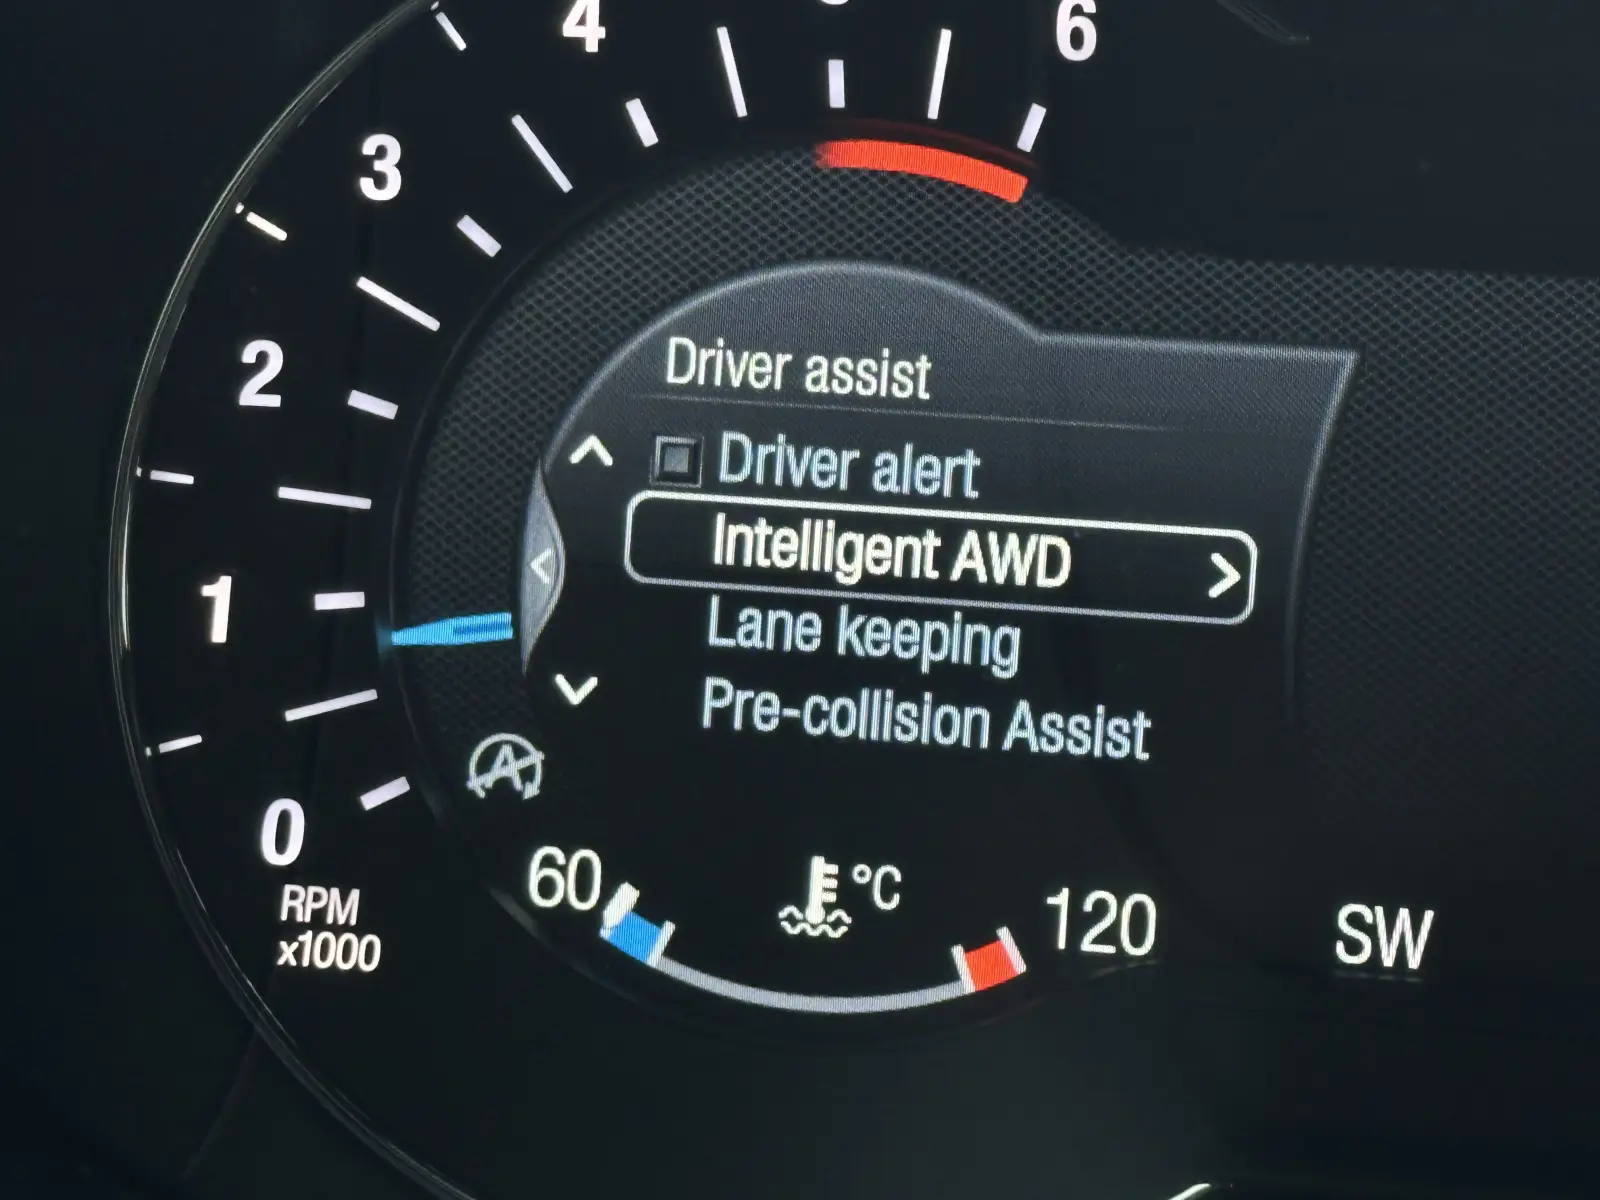 4
6
3
2
1
0
RPM
x1000
Driver assist
Driver alert
Intelligent AWD
Lane keeping
Pre-collision Assist
A
60
°C
120
SW